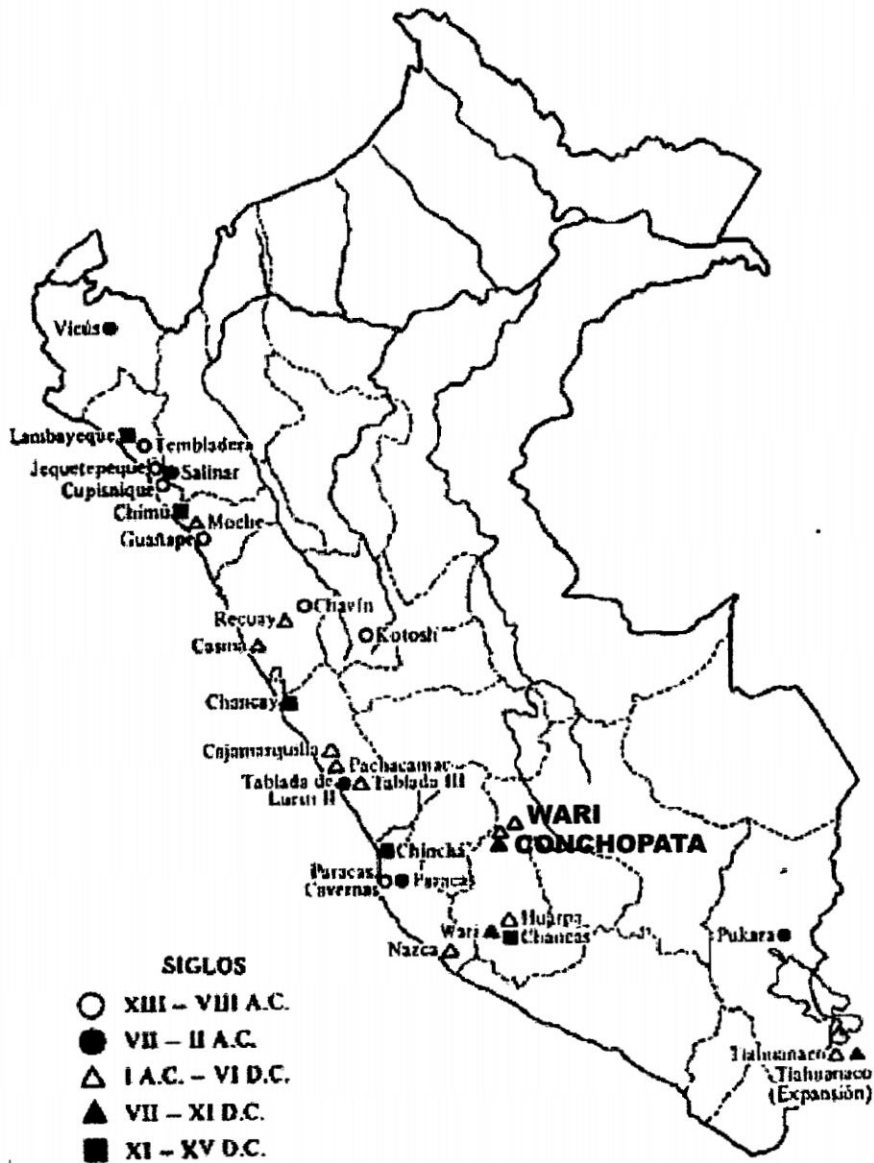 Vicús
Lambayeque
Tembladera
Jequetepeque
Salinar
Cupisnique
Chimú
Moche
Guañape
Chavín
Recuay
Kotosh
Casma
Chancay
Cajamarquilla
Pachacamac
Tablada de
Lurín II
Tablada III
WARI
CONCHOPATA
Chincha
Paracas
Cavernas
Paracas
Huarpa
Wari
Chancas
Nazca
Pukara
Tiahuanaco
Tiahuanaco
(Expansión)
SIGLOS
XIII – VIII A.C.
VII – II A.C.
I A.C. – VI D.C.
VII – XI D.C.
XI – XV D.C.